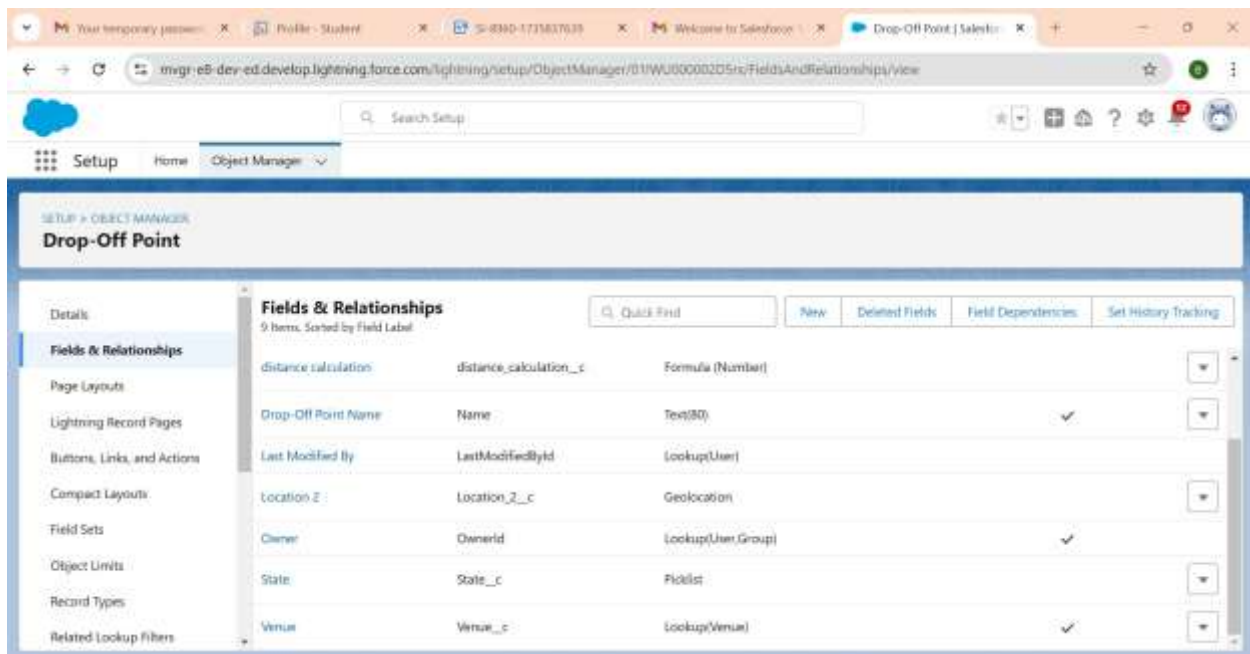 Your temporary passwo
Profile - Student
Welcome to Salesforce
Drop-Off Point | Salesfor
mvgr-e8-dev-ed.develop.lightning.force.com/lightning/setup/ObjectManager/
/FieldsAndRelationships/view
Search Setup
Setup
Home
Object Manager
SETUP > OBJECT MANAGER
Drop-Off Point
Details
Fields & Relationships
Page Layouts
Lightning Record Pages
Buttons, Links, and Actions
Compact Layouts
Field Sets
Object Limits
Record Types
Related Lookup Filters
Fields & Relationships
9 Items. Sorted by Field Label
Quick Find
New
Deleted Fields
Field Dependencies
Set History Tracking
distance calculation distance_calculation__c Formula (Number)
Drop-Off Point Name Name Text(80)
Last Modified By LastModifiedById Lookup(User)
Location 2 Location_2__c Geolocation
Owner OwnerId Lookup(User,Group)
State State__c Picklist
Venue Venue__c Lookup(Venue)